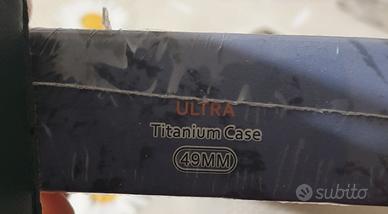 ULTRA
Titanium Case
49MM
subito